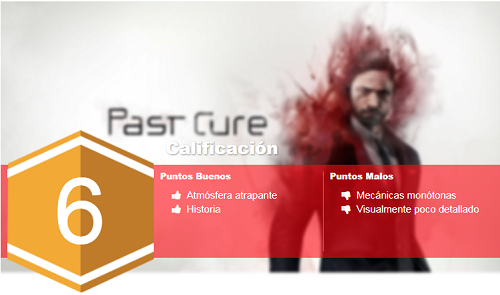 Past Cure
Calificación
6
Puntos Buenos
Atmósfera atrapante
Historia
Puntos Malos
Mecánicas monótonas
Visualmente poco detallado